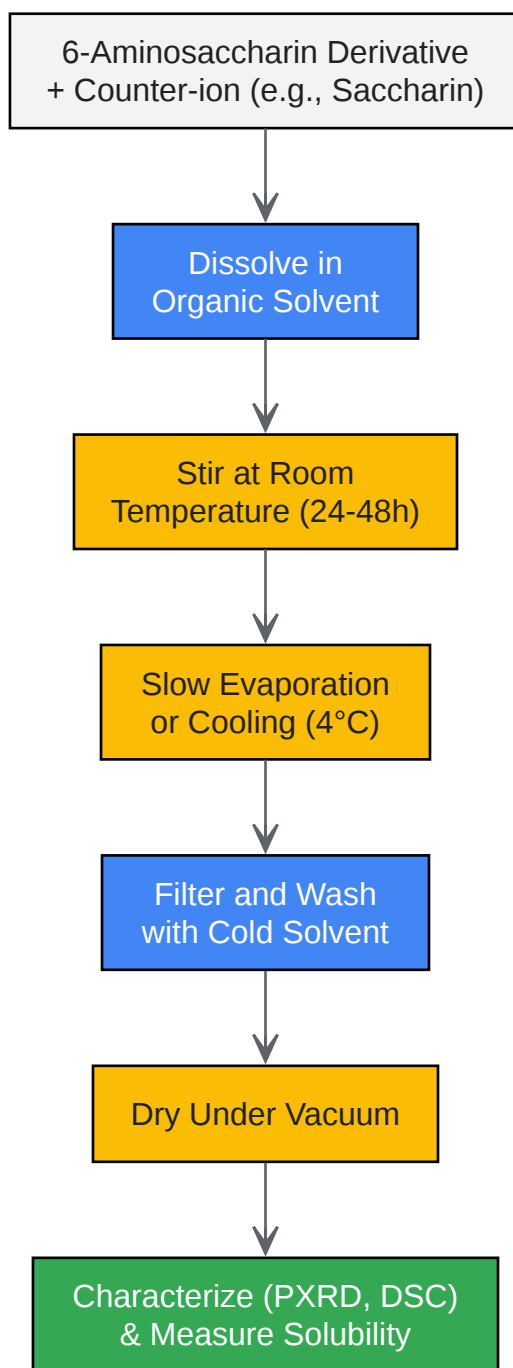 6-Aminosaccharin Derivative
+ Counter-ion (e.g., Saccharin)
Dissolve in
Organic Solvent
Stir at Room
Temperature (24-48h)
Slow Evaporation
or Cooling (4°C)
Filter and Wash
with Cold Solvent
Dry Under Vacuum
Characterize (PXRD, DSC)
& Measure Solubility